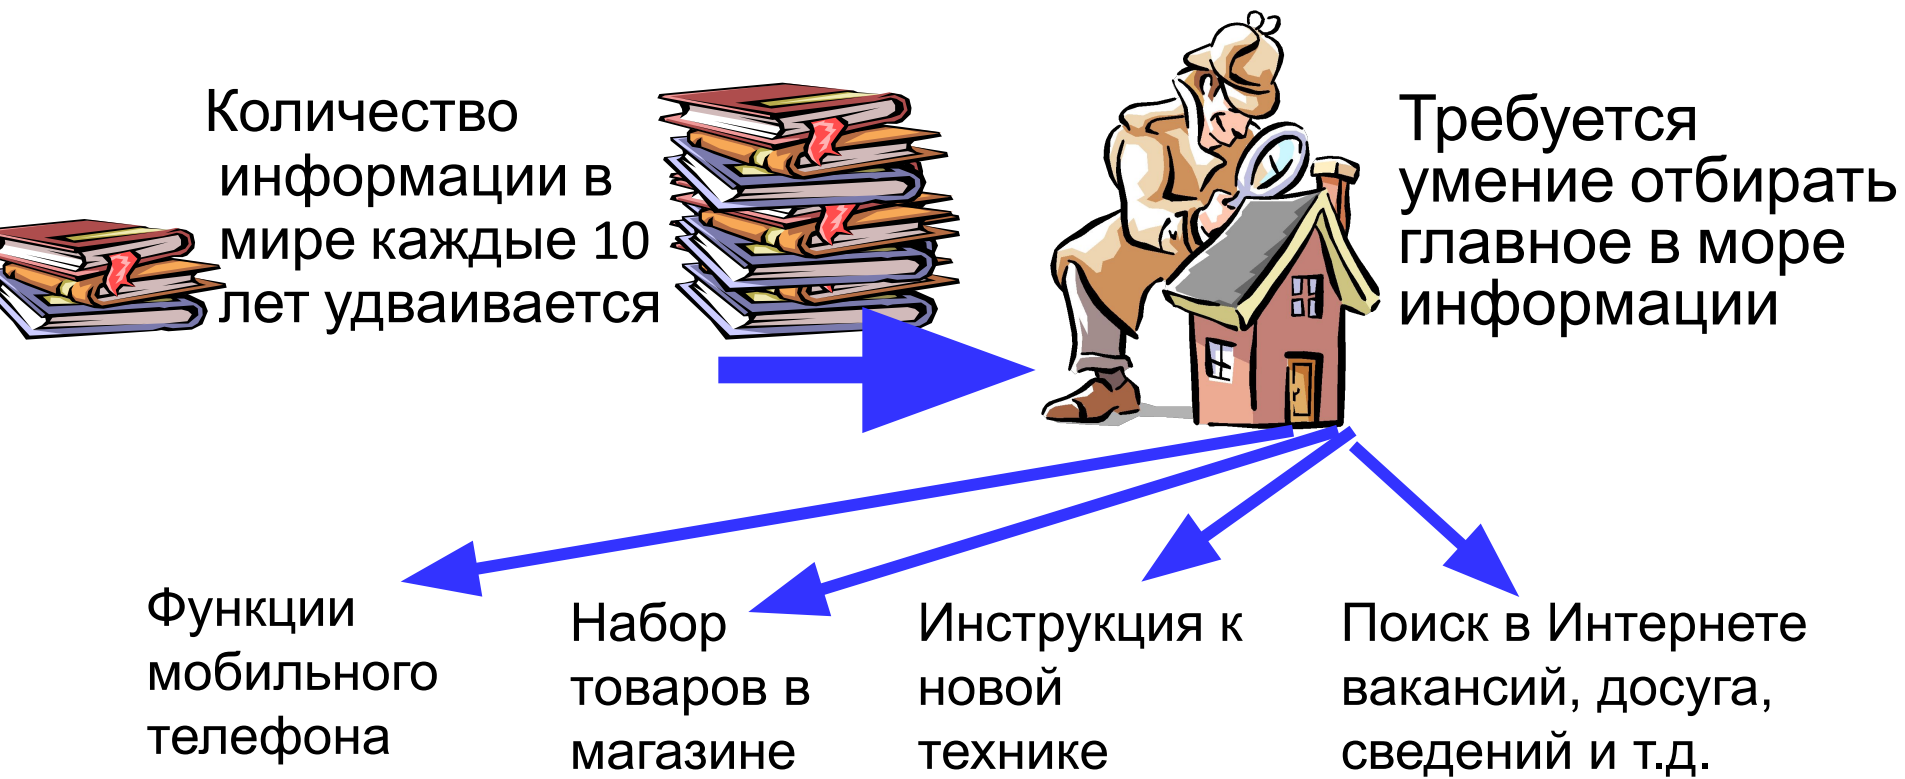 Количество
информации в
мире каждые 10
лет удваивается
Требуется
умение отбирать
главное в море
информации
Функции
мобильного
телефона
Набор
товаров в
магазине
Инструкция к
новой
технике
Поиск в Интернете
вакансий, досуга,
сведений и т.д.